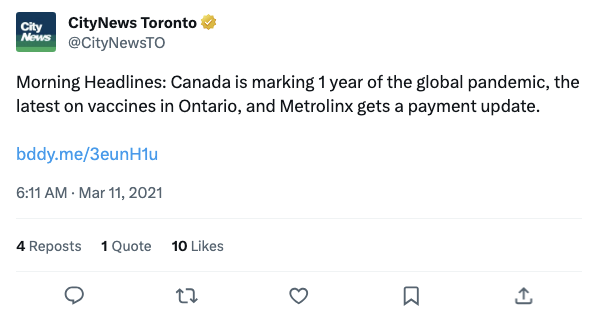 City
News
CityNews Toronto
@CityNewsTO
Morning Headlines: Canada is marking 1 year of the global pandemic, the
latest on vaccines in Ontario, and Metrolinx gets a payment update.
bddy.me/3eunH1u
6:11 AM · Mar 11, 2021
4 Reposts 1 Quote 10 Likes